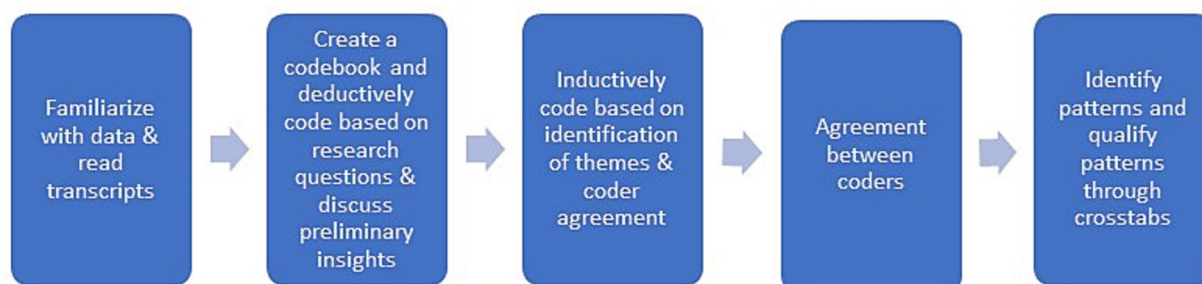 Familiarize
with data &
read
transcripts
Create a
codebook and
deductively
code based on
research
questions &
discuss
preliminary
insights
Inductively
code based on
identification
of themes &
coder
agreement
Agreement
between
coders
Identify
patterns and
qualify
patterns
through
crosstabs